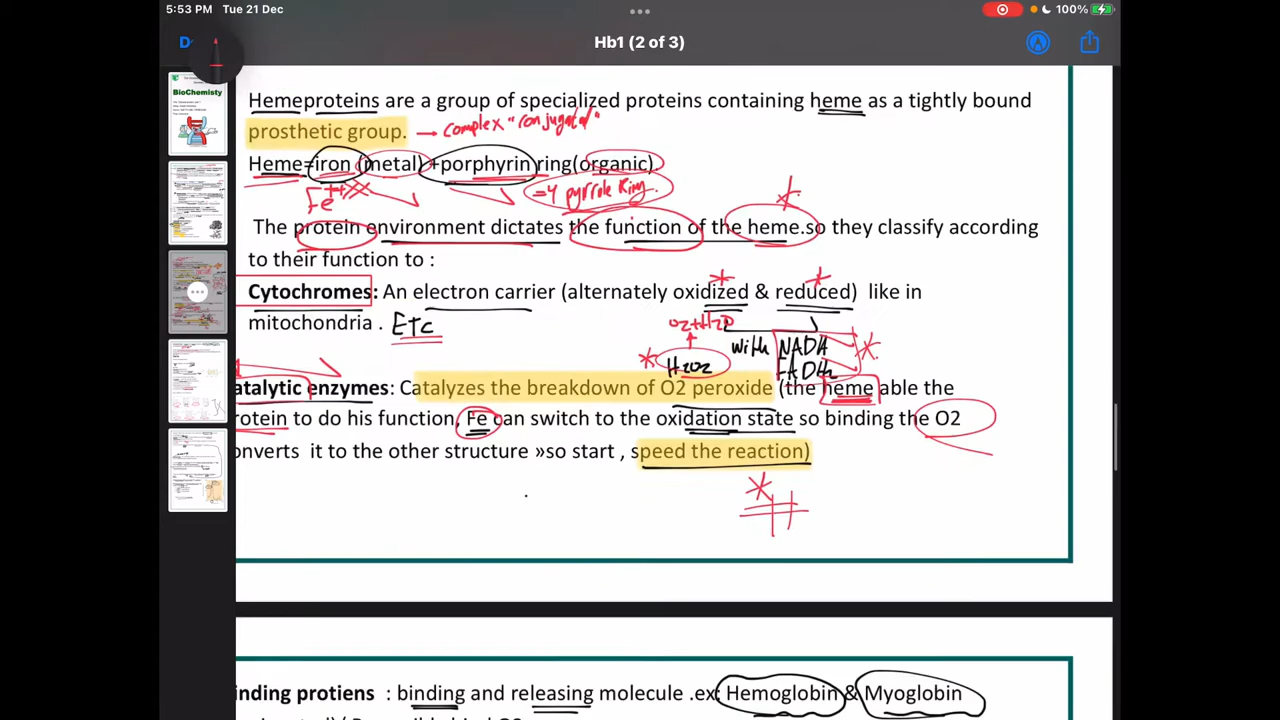 5:53 PM Tue 21 Dec
100%
Hb1 (2 of 3)
BioChemisty
Hemeproteins are a group of specialized proteins containing heme as a tightly bound
prosthetic group. → complex "conjugated"
Heme=iron (metal)+porphyrin ring(organic)
Fe++ =4 pyrrole Ring
The protein environment dictates the function of the heme.so they classify according
to their function to :
Cytochromes: An electron carrier (alternately oxidized & reduced) like in
mitochondria . ETC
O2+H2O
with NADH
H2O2 FADH2
atalytic enzymes: Catalyzes the breakdown of O2 peroxide (the heme able the
rotein to do his function, Fe can switch to the oxidation state so binding the O2
onverts it to the other structure »so start , speed the reaction)
inding protiens : binding and releasing molecule .ex: Hemoglobin & Myoglobin